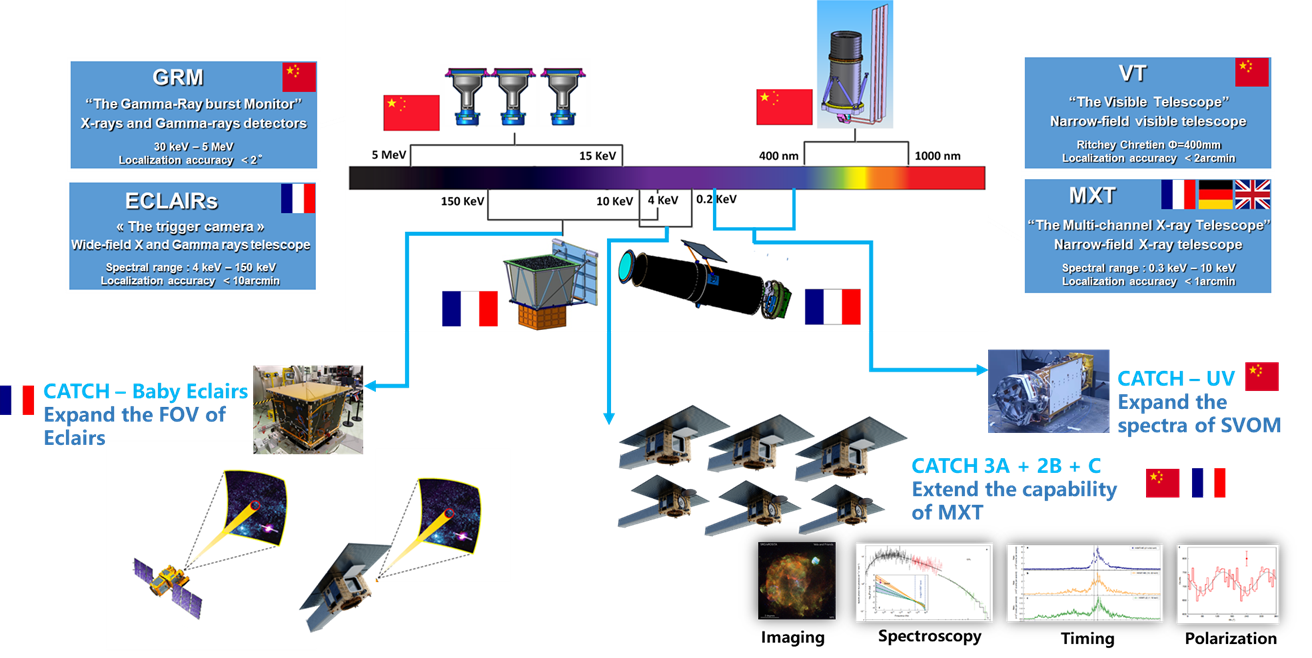 GRM
“The Gamma-Ray burst Monitor”
X-rays and Gamma-rays detectors
30 keV – 5 MeV
Localization accuracy < 2°
ECLAIRs
« The trigger camera »
Wide-field X and Gamma rays telescope
Spectral range : 4 keV – 150 keV
Localization accuracy < 10arcmin
5 MeV
15 KeV
400 nm
1000 nm
150 KeV
10 KeV
4 KeV
0.2 KeV
VT
“The Visible Telescope”
Narrow-field visible telescope
Ritchey Chretien Φ=400mm
Localization accuracy < 2arcmin
MXT
“The Multi-channel X-ray Telescope”
Narrow-field X-ray telescope
Spectral range : 0.3 keV – 10 keV
Localization accuracy < 1arcmin
CATCH – Baby Eclairs
Expand the FOV of
Eclairs
CATCH – UV
Expand the
spectra of SVOM
CATCH 3A + 2B + C
Extend the capability
of MXT
Imaging
Spectroscopy
Timing
Polarization